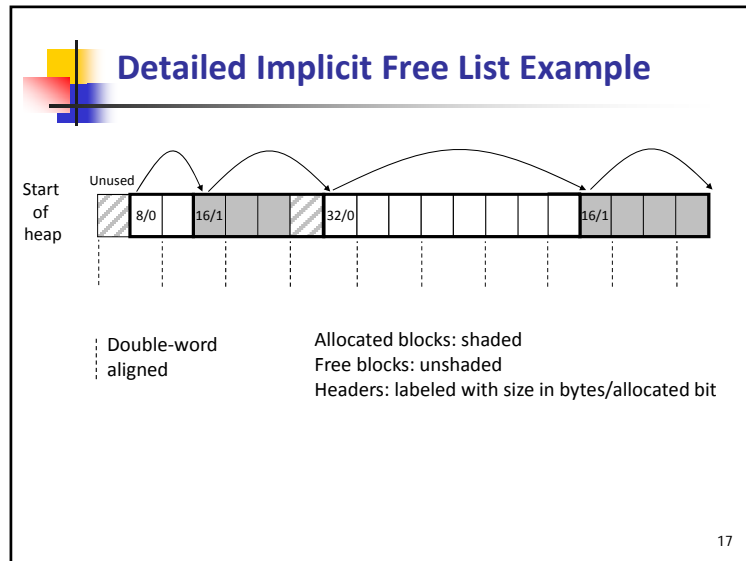 Detailed Implicit Free List Example
Unused
Start
of
heap
8/0 16/1 32/0 16/1
Double-word
aligned
Allocated blocks: shaded
Free blocks: unshaded
Headers: labeled with size in bytes/allocated bit
17